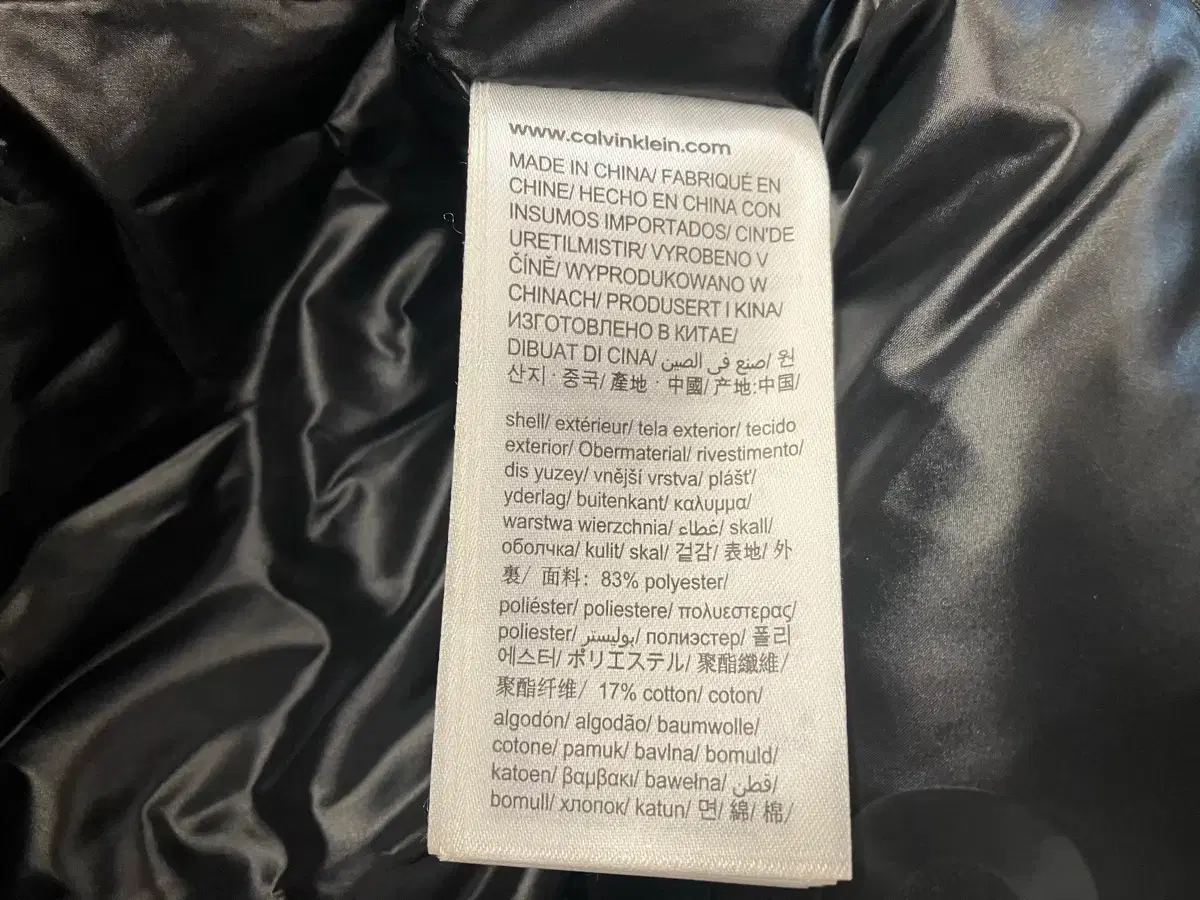 www.calvinklein.com
MADE IN CHINA/ FABRIQUÉ EN
CHINE/ HECHO EN CHINA CON
INSUMOS IMPORTADOS/ CIN'DE
URETILMISTIR/ VYROBENO V
ČÍNĚ/ WYPRODUKOWANO W
CHINACH/ PRODUSERT I KINA/
ИЗГОТОВЛЕНО В КИТАЕ/
DIBUAT DI CINA/ صنع في الصين/ 원
산지 · 중국/ 產地 · 中國/ 产地:中国/
shell/ extérieur/ tela exterior/ tecido
exterior/ Obermaterial/ rivestimento/
dis yuzey/ vnější vrstva/ plášť/
yderlag/ buitenkant/ καλυμμα/
warstwa wierzchnia/ غطاء/ skall/
оболчка/ kulit/ skal/ 겉감/ 表地/ 外
裏/ 面料: 83% polyester/
poliéster/ poliestere/ πολυεστερας/
poliester/ بوليستر/ полиэстер/ 폴리
에스터/ ポリエステル/ 聚酯纖維/
聚酯纤维/ 17% cotton/ coton/
algodón/ algodão/ baumwolle/
cotone/ pamuk/ bavlna/ bomuld/
katoen/ βαμβακι/ bawełna/ قطن/
bomull/ хлопок/ katun/ 면/ 綿/ 棉/